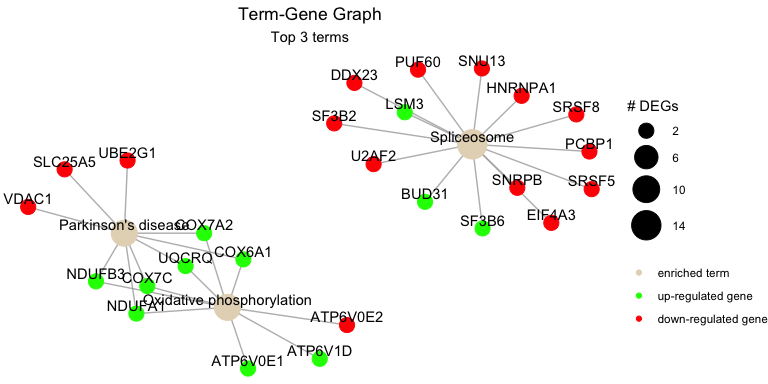 Term-Gene Graph
Top 3 terms
PUF60
SNU13
DDX23
HNRNPA1
LSM3
SRSF8
SF3B2
Spliceosome
PCBP1
U2AF2
SNRPB
SRSF5
BUD31
EIF4A3
SF3B6
# DEGs
2
6
10
14
enriched term
up-regulated gene
down-regulated gene
UBE2G1
SLC25A5
VDAC1
Parkinson's disease
COX7A2
COX6A1
UQCRQ
NDUFB3
COX7C
NDUFA1
Oxidative phosphorylation
ATP6V0E2
ATP6V1D
ATP6V0E1